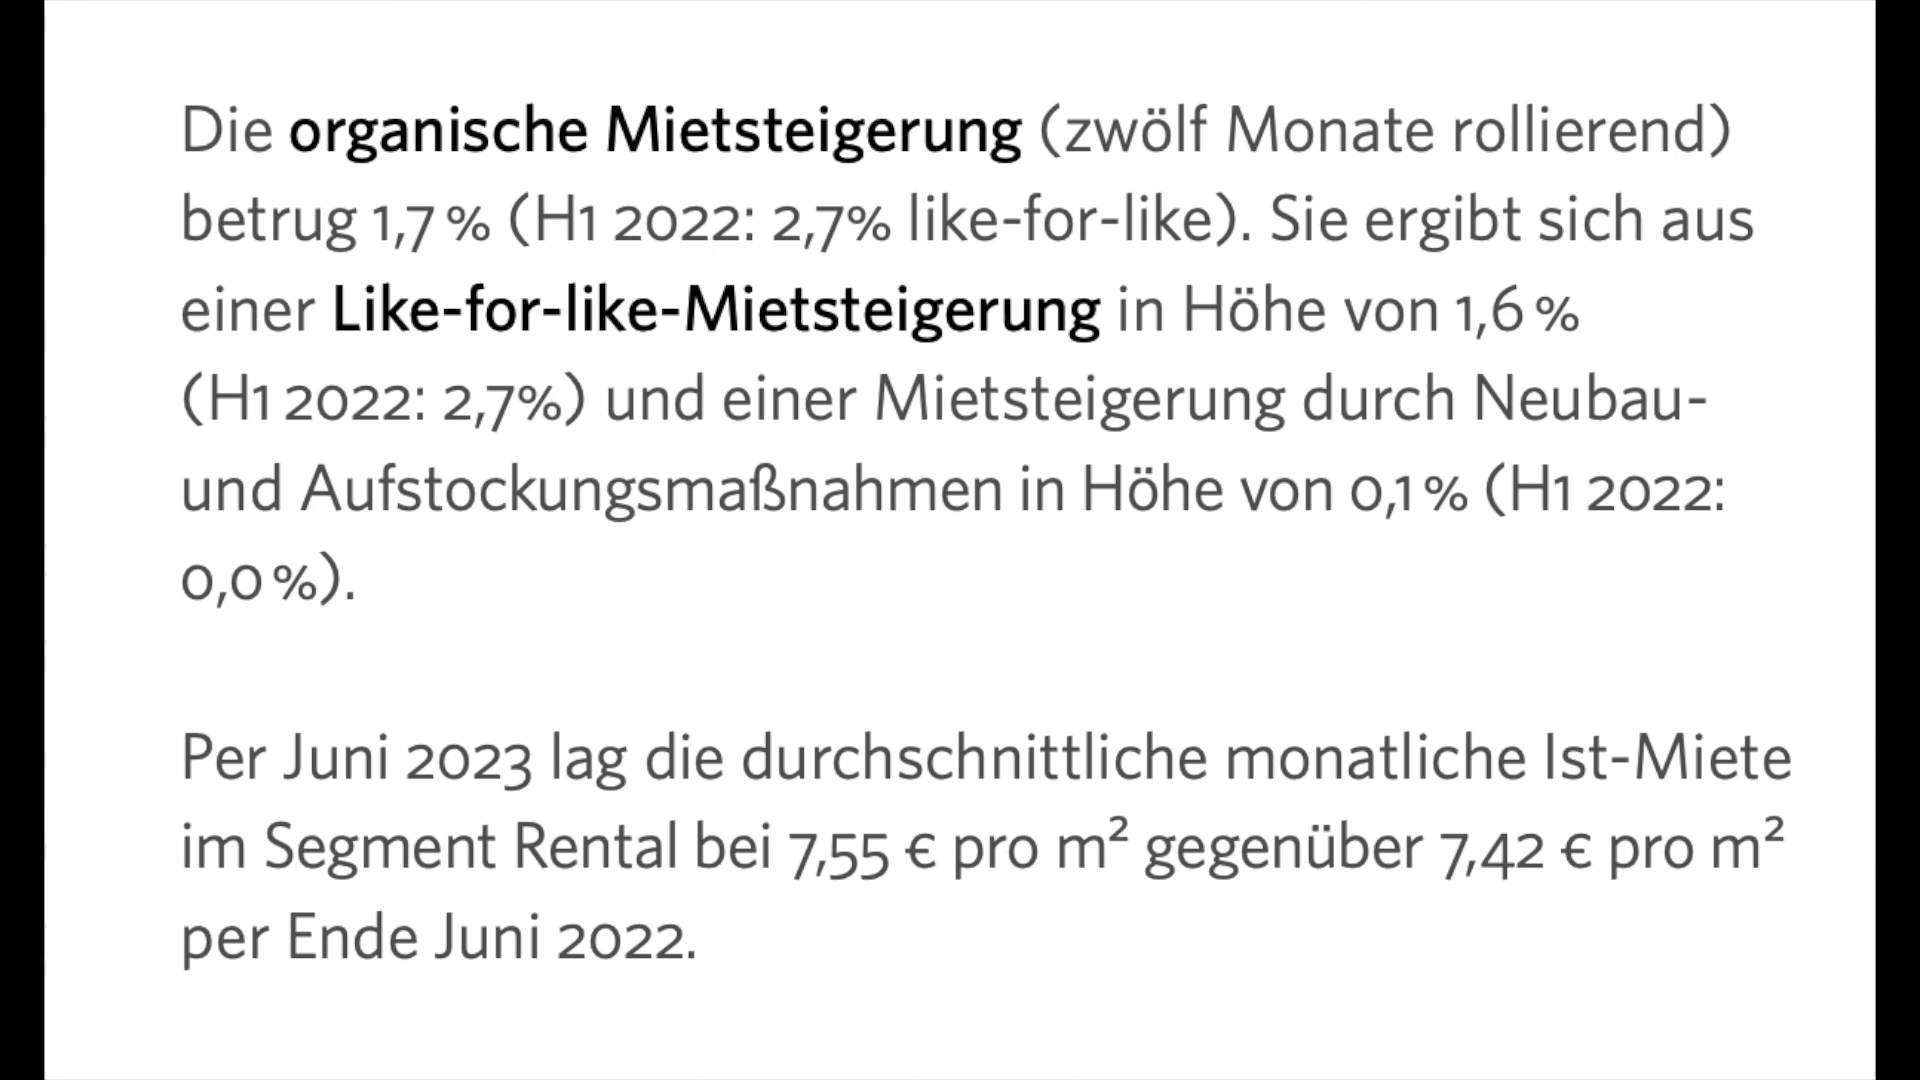 Die organische Mietsteigerung (zwölf Monate rollierend)
betrug 1,7 % (H1 2022: 2,7% like-for-like). Sie ergibt sich aus
einer Like-for-like-Mietsteigerung in Höhe von 1,6 %
(H1 2022: 2,7%) und einer Mietsteigerung durch Neubau-
und Aufstockungsmaßnahmen in Höhe von 0,1 % (H1 2022:
0,0 %).
Per Juni 2023 lag die durchschnittliche monatliche Ist-Miete
im Segment Rental bei 7,55 € pro m² gegenüber 7,42 € pro m²
per Ende Juni 2022.